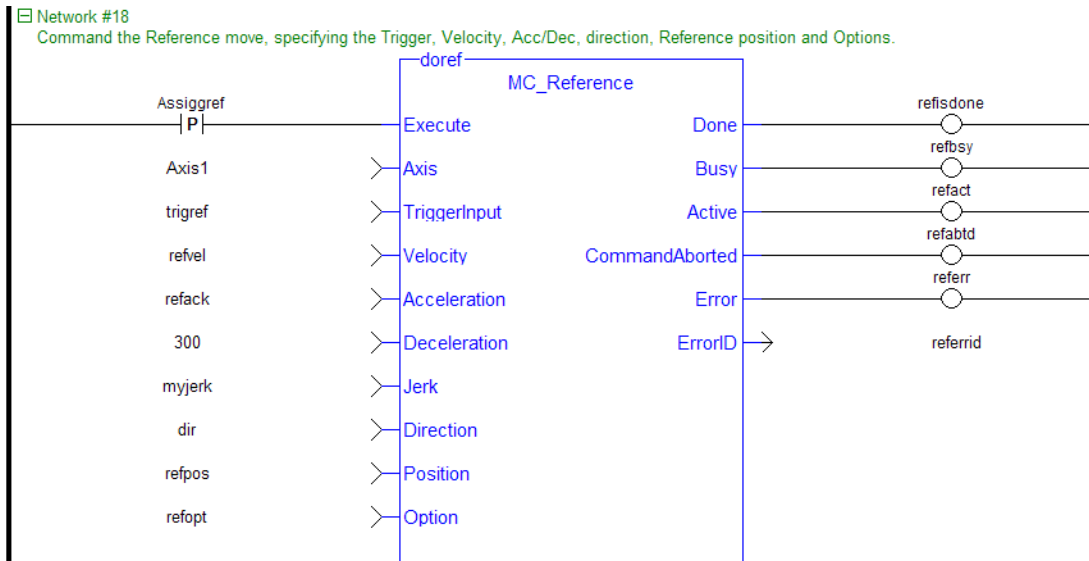 Network #18
Command the Reference move, specifying the Trigger, Velocity, Acc/Dec, direction, Reference position and Options.
doref
MC_Reference
Assiggref
P
Execute
Done
refisdone
Axis1
Axis
Busy
refbsy
trigref
TriggerInput
Active
refact
refvel
Velocity
CommandAborted
refabtd
refack
Acceleration
Error
referr
300
Deceleration
ErrorID
referrid
myjerk
Jerk
dir
Direction
refpos
Position
refopt
Option